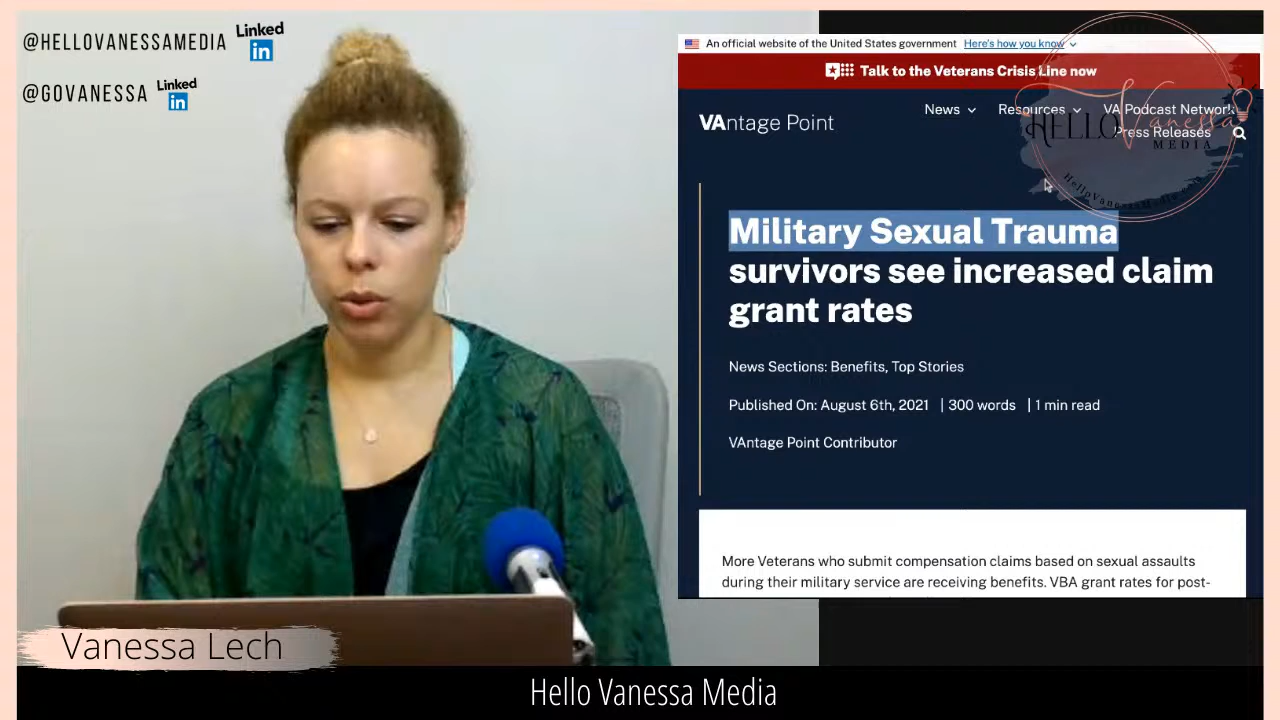 @HELLOVANESSAMEDIA
Linked
in
@GOVANESSA
Linked
in
An official website of the United States government Here's how you know
Talk to the Veterans Crisis Line now
VAntage Point
News Resources VA Podcast Network
Press Releases
HELLO Vanessa
MEDIA
HelloVanessaMedia
Military Sexual Trauma
survivors see increased claim
grant rates
News Sections: Benefits, Top Stories
Published On: August 6th, 2021 | 300 words | 1 min read
VAntage Point Contributor
More Veterans who submit compensation claims based on sexual assaults
during their military service are receiving benefits. VBA grant rates for post-
Vanessa Lech
Hello Vanessa Media